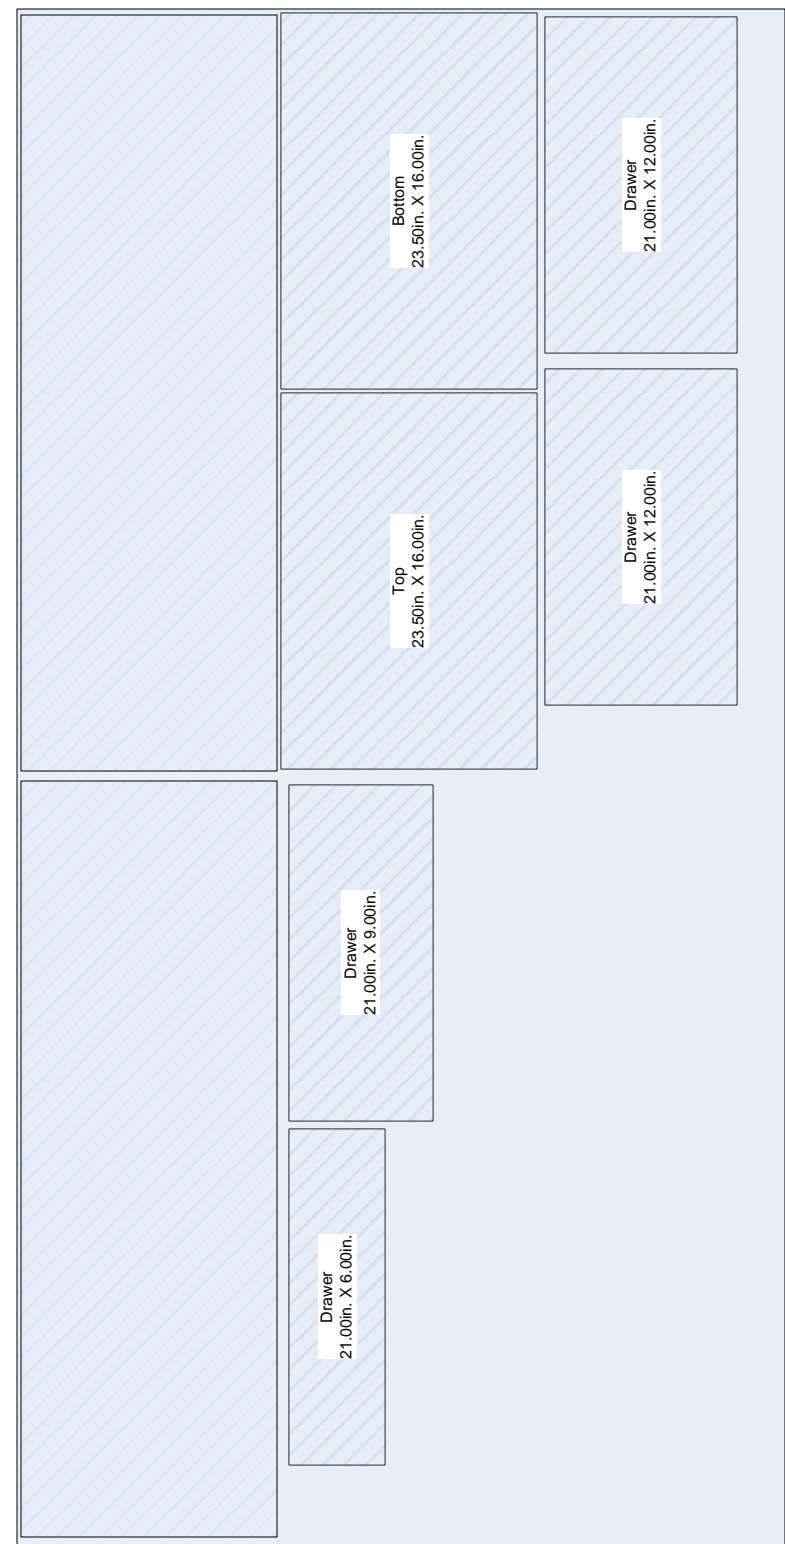 Bottom
23.50in. X 16.00in.
Drawer
21.00in. X 12.00in.
Top
23.50in. X 16.00in.
Drawer
21.00in. X 12.00in.
Drawer
21.00in. X 9.00in.
Drawer
21.00in. X 6.00in.